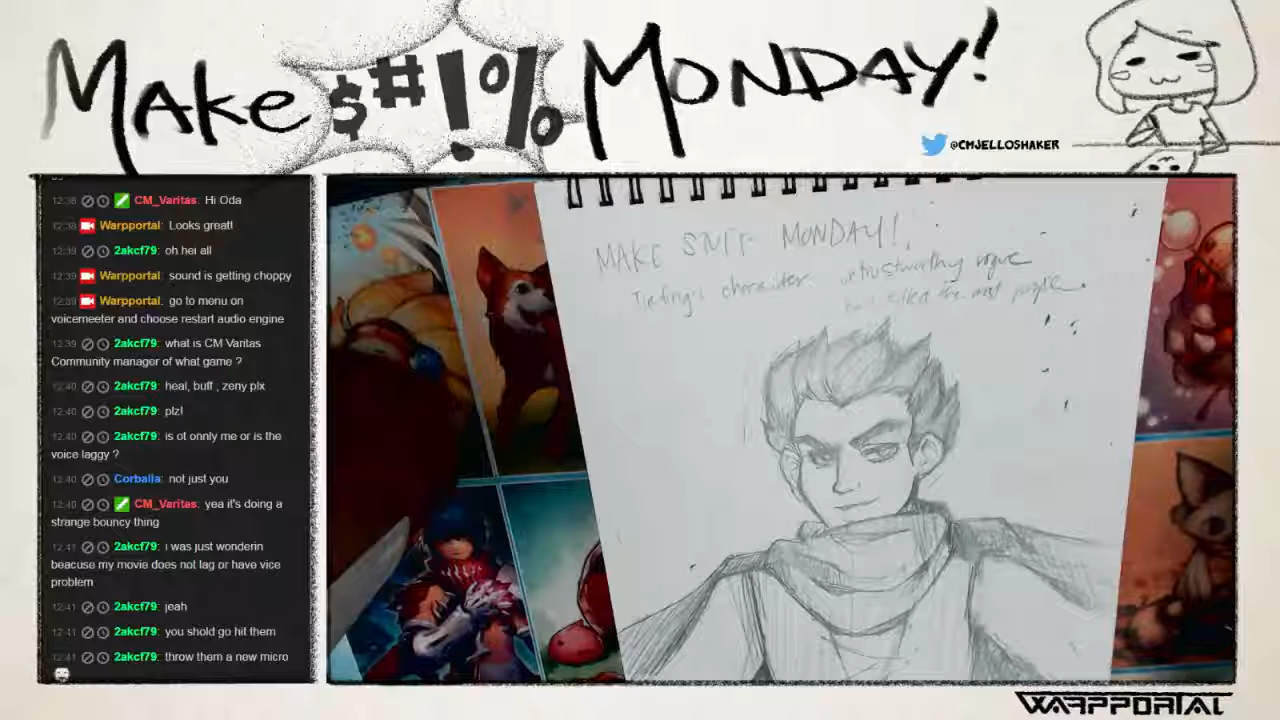 MAKE $#!% MONDAY!
@CMJELLOSHAKER
12:38 CM_Varitas: Hi Oda
12:38 Warpportal: Looks great!
12:39 2akcf79: oh hei all
12:39 Warpportal: sound is getting choppy
12:39 Warpportal: go to menu on
voicemeeter and choose restart audio engine
12:39 2akcf79: what is CM Varitas
Community manager of what game ?
12:40 2akcf79: heal, buff , zeny plx
12:40 2akcf79: plz!
12:40 2akcf79: is ot onnly me or is the
voice laggy ?
12:40 Corballa: not just you
12:40 CM_Varitas: yea it's doing a
strange bouncy thing
12:41 2akcf79: i was just wonderin
beacuse my movie does not lag or have vice
problem
12:41 2akcf79: jeah
12:41 2akcf79: you shold go hit them
12:41 2akcf79: throw them a new micro
MAKE MONDAY!
character: untrustworthy rogue
the most people.
WARPPORTAL